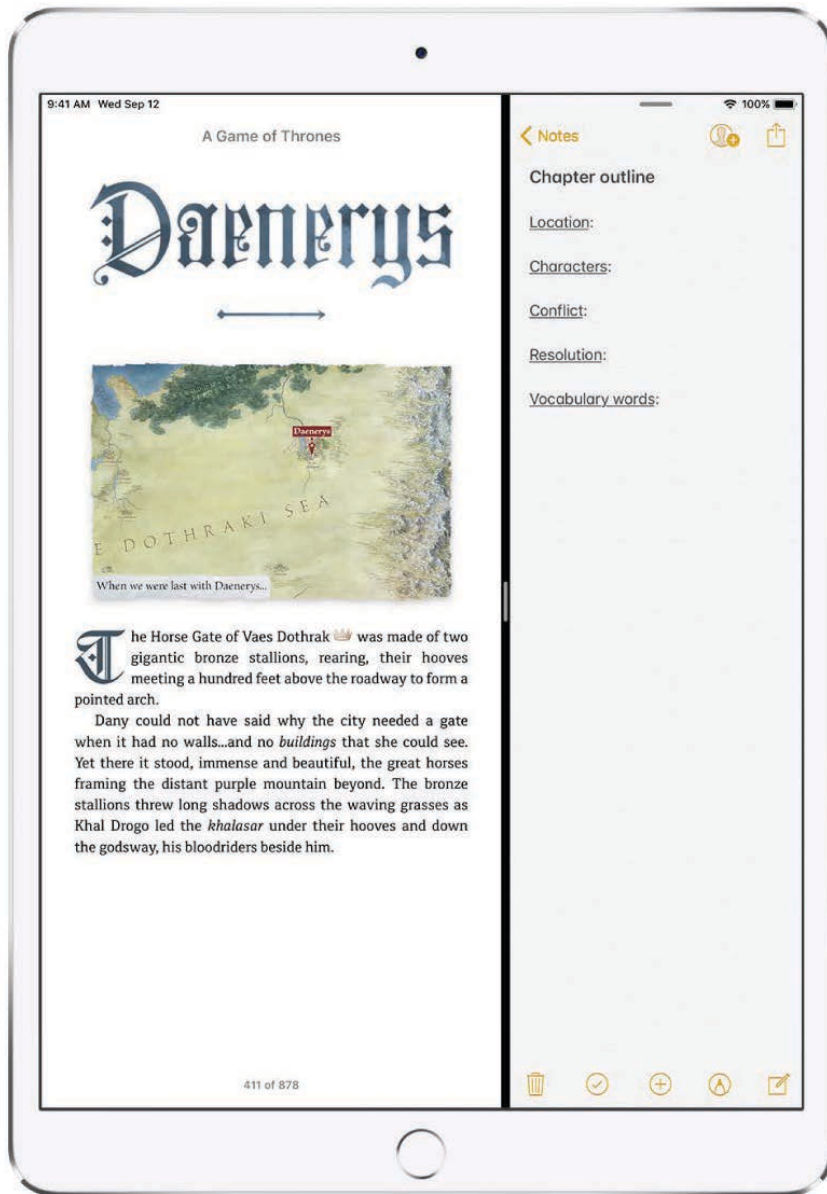 9:41 AM Wed Sep 12
100%
A Game of Thrones
Daenerys
Daenerys
E DOTHRAKI SEA
When we were last with Daenerys...
The Horse Gate of Vaes Dothrak was made of two
gigantic bronze stallions, rearing, their hooves
meeting a hundred feet above the roadway to form a
pointed arch.
Dany could not have said why the city needed a gate
when it had no walls...and no buildings that she could see.
Yet there it stood, immense and beautiful, the great horses
framing the distant purple mountain beyond. The bronze
stallions threw long shadows across the waving grasses as
Khal Drogo led the khalasar under their hooves and down
the godsway, his bloodriders beside him.
411 of 878
Notes
Chapter outline
Location:
Characters:
Conflict:
Resolution:
Vocabulary words: